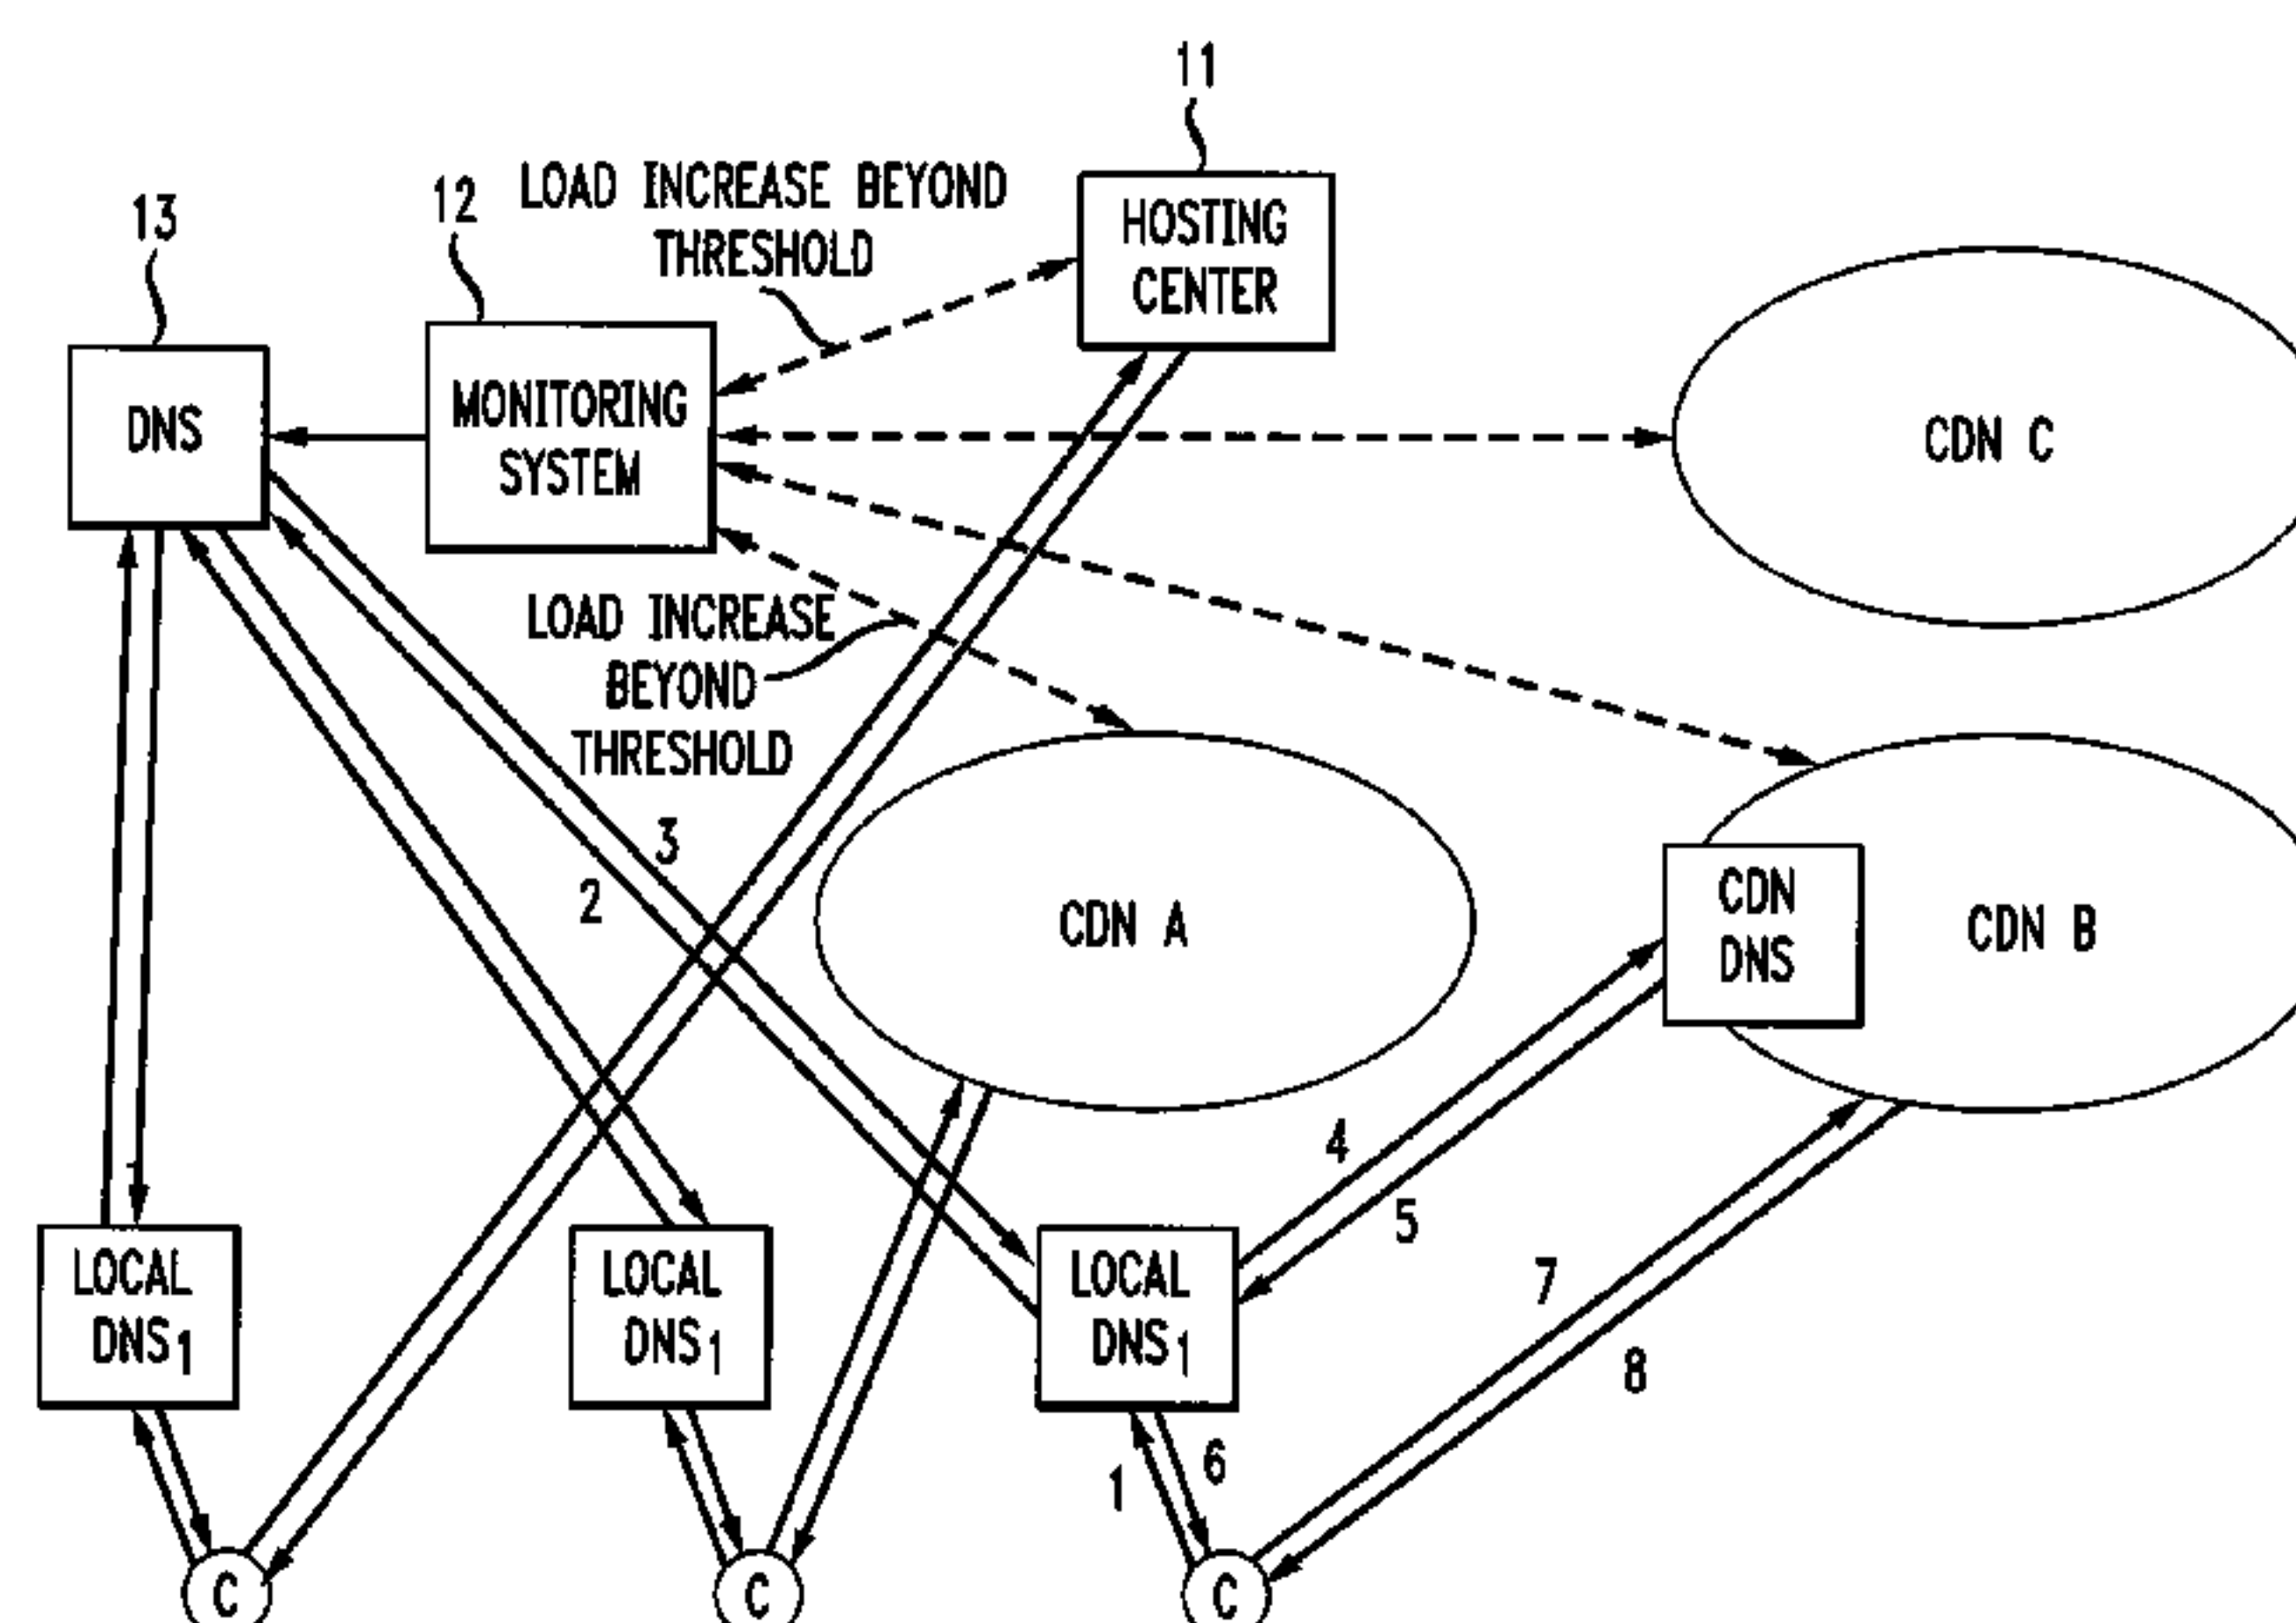 11
LOAD INCREASE BEYOND
THRESHOLD
12
13
HOSTING
CENTER
DNS
MONITORING
SYSTEM
CDN C
LOAD INCREASE
BEYOND
THRESHOLD
3
2
CDN A
CDN
DNS
CDN B
4
5
7
8
LOCAL
DNS1
LOCAL
DNS1
LOCAL
DNS1
1
6
C
C
C